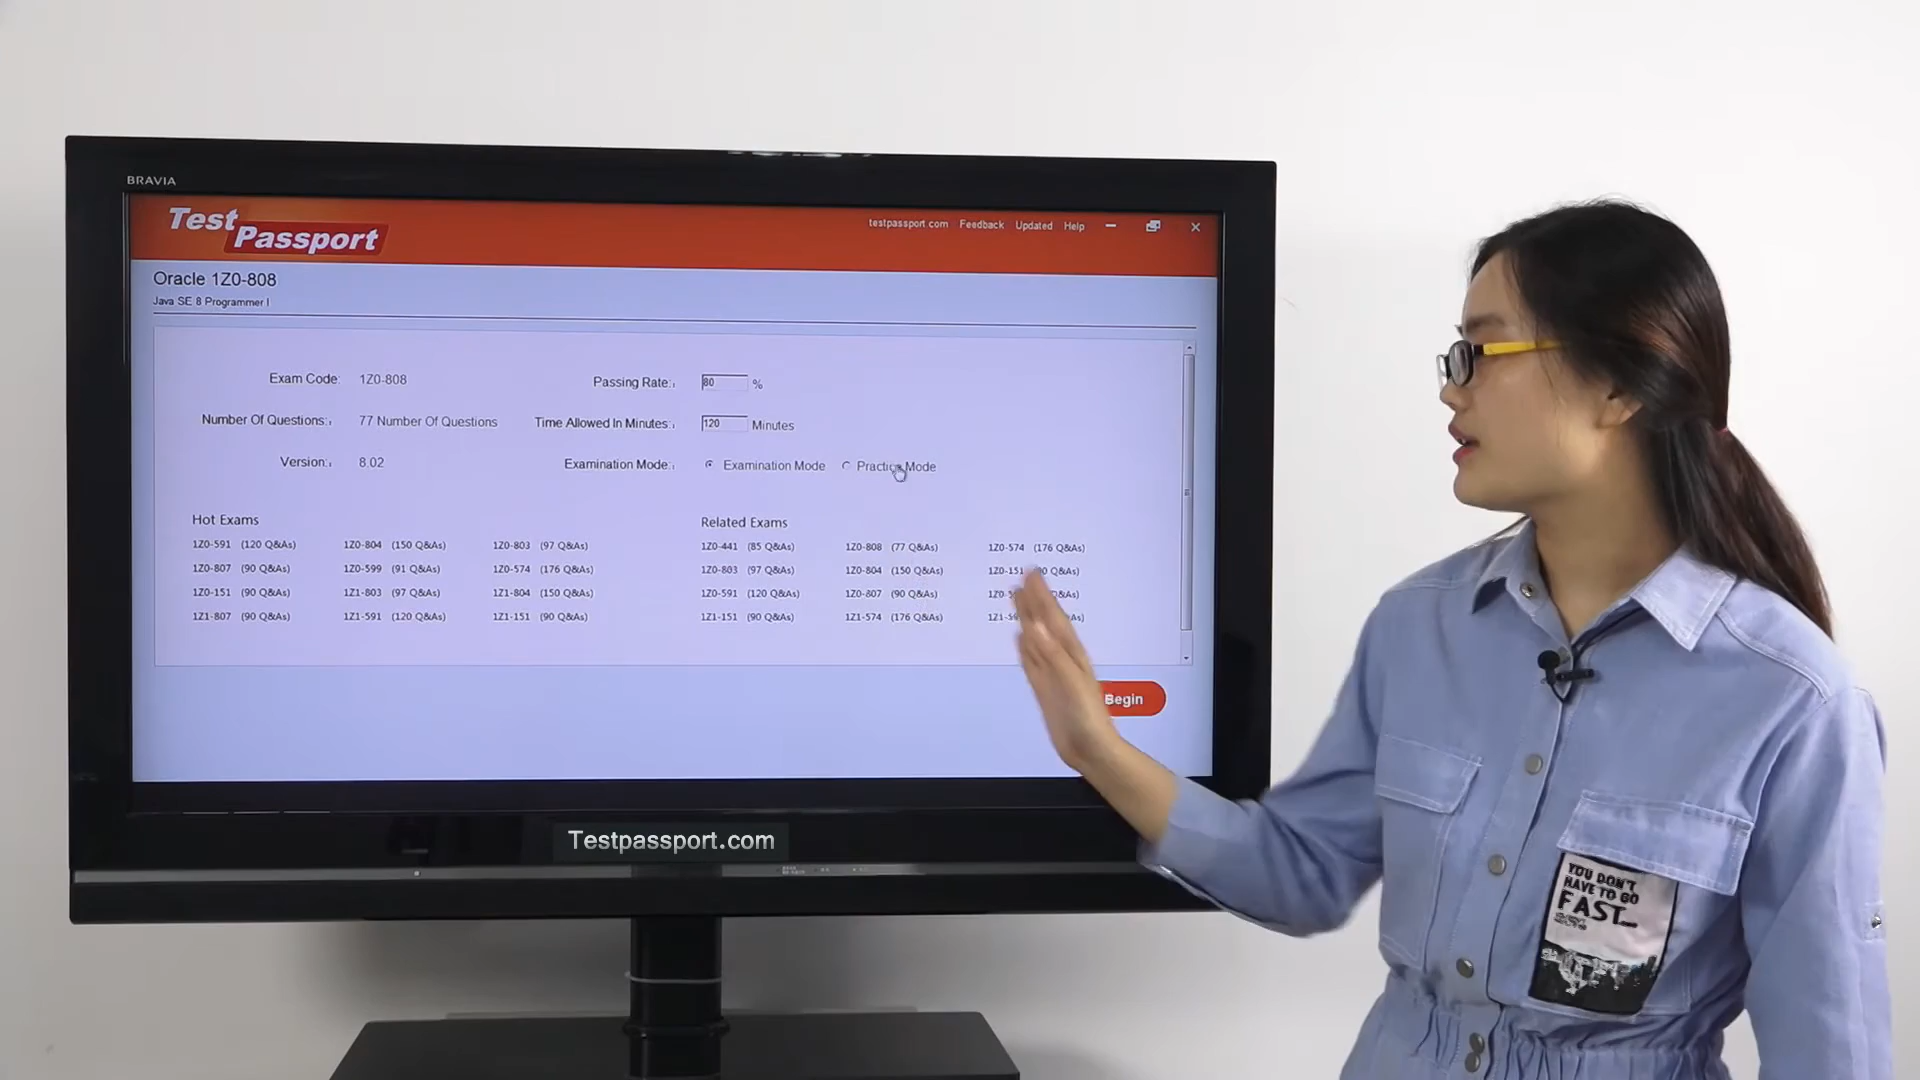 BRAVIA
Test Passport
testpassport.com Feedback Updated Help
Oracle 1Z0-808
Java SE 8 Programmer I
Exam Code: 1Z0-808 Passing Rate: 80 %
Number Of Questions: 77 Number Of Questions Time Allowed In Minutes: 120 Minutes
Version: 8.02 Examination Mode: Examination Mode Practice Mode
Hot Exams
1Z0-591 (120 Q&As) 1Z0-804 (150 Q&As) 1Z0-803 (97 Q&As)
1Z0-807 (90 Q&As) 1Z0-599 (91 Q&As) 1Z0-574 (176 Q&As)
1Z0-151 (90 Q&As) 1Z1-803 (97 Q&As) 1Z1-804 (150 Q&As)
1Z1-807 (90 Q&As) 1Z1-591 (120 Q&As) 1Z1-151 (90 Q&As)
Related Exams
1Z0-441 (85 Q&As) 1Z0-808 (77 Q&As) 1Z0-574 (176 Q&As)
1Z0-803 (97 Q&As) 1Z0-804 (150 Q&As) 1Z0-151 Q&As)
1Z0-591 (120 Q&As) 1Z0-807 (90 Q&As)
1Z1-151 (90 Q&As) 1Z1-574 (176 Q&As)
Begin
Testpassport.com
YOU DON'T
HAVE TO GO
FAST...